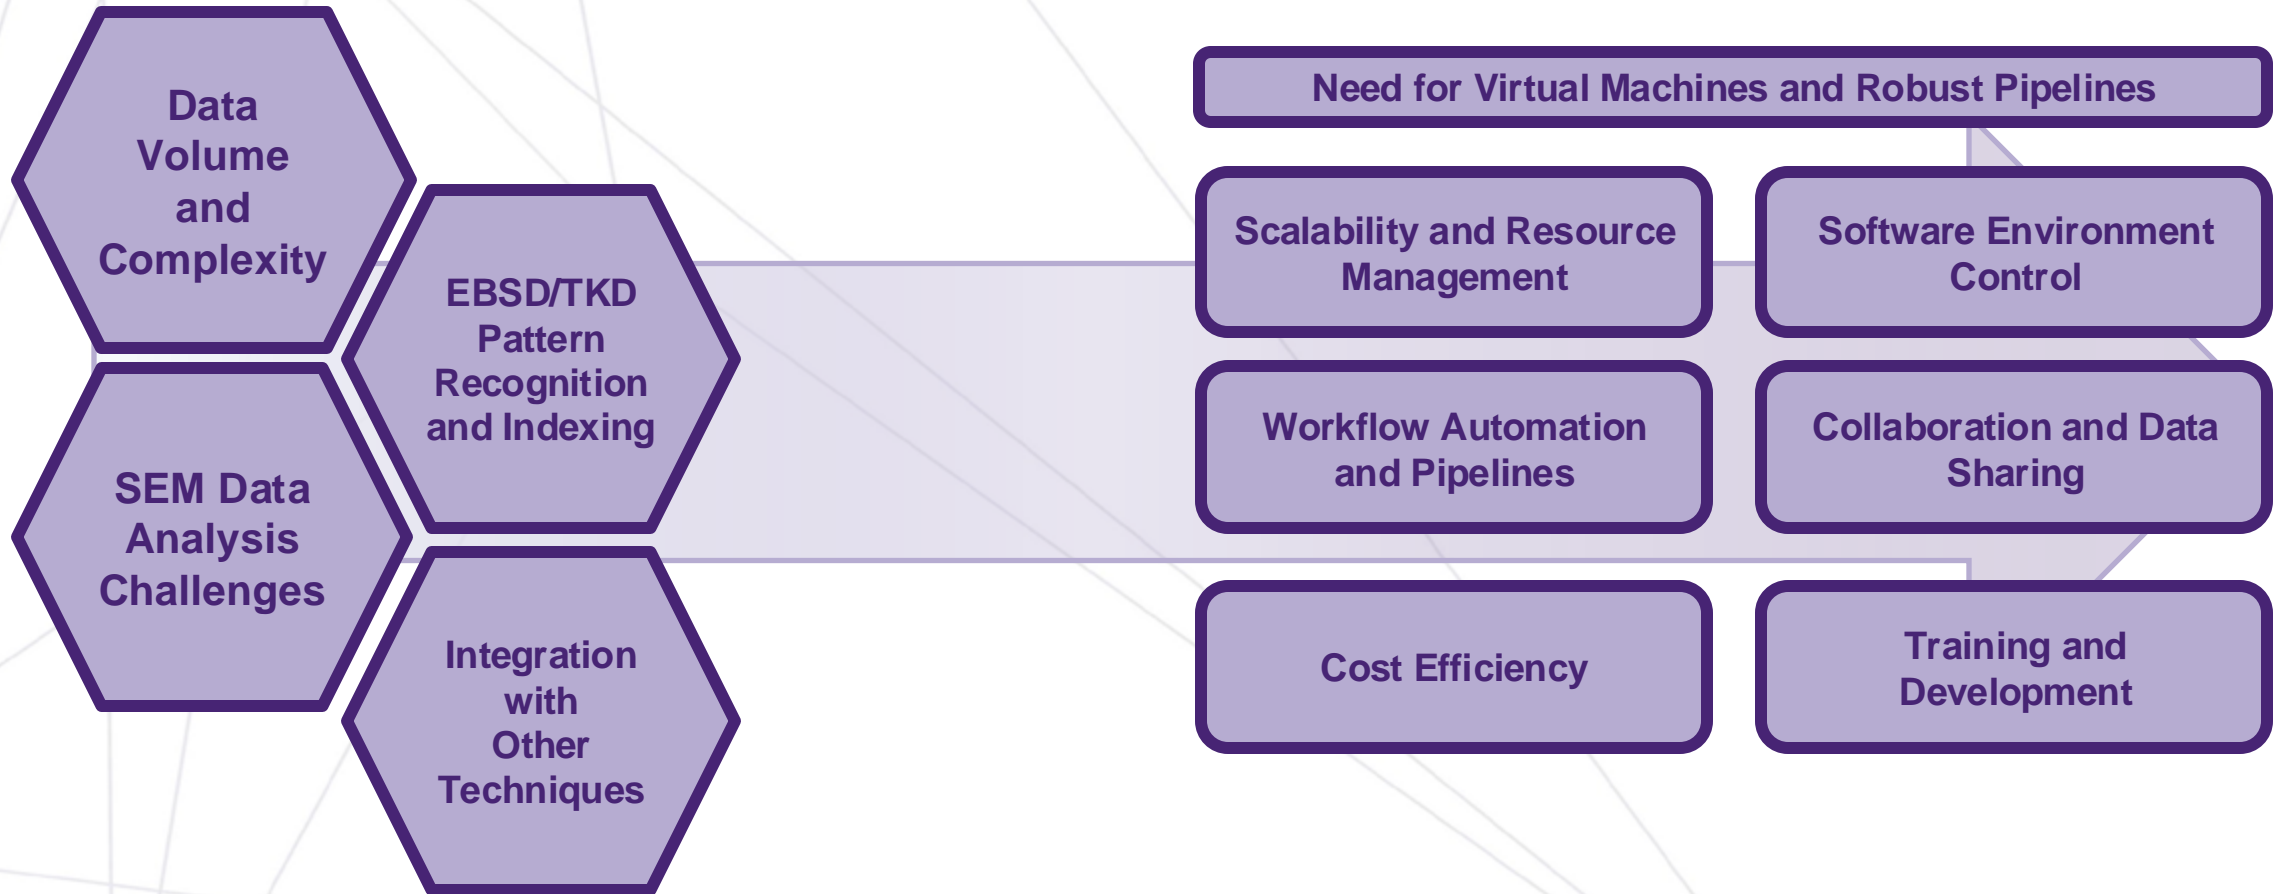 Data
Volume
and
Complexity
EBSD/TKD
Pattern
Recognition
and Indexing
SEM Data
Analysis
Challenges
Integration
with
Other
Techniques
Need for Virtual Machines and Robust Pipelines
Scalability and Resource
Management
Software Environment
Control
Workflow Automation
and Pipelines
Collaboration and Data
Sharing
Cost Efficiency
Training and
Development